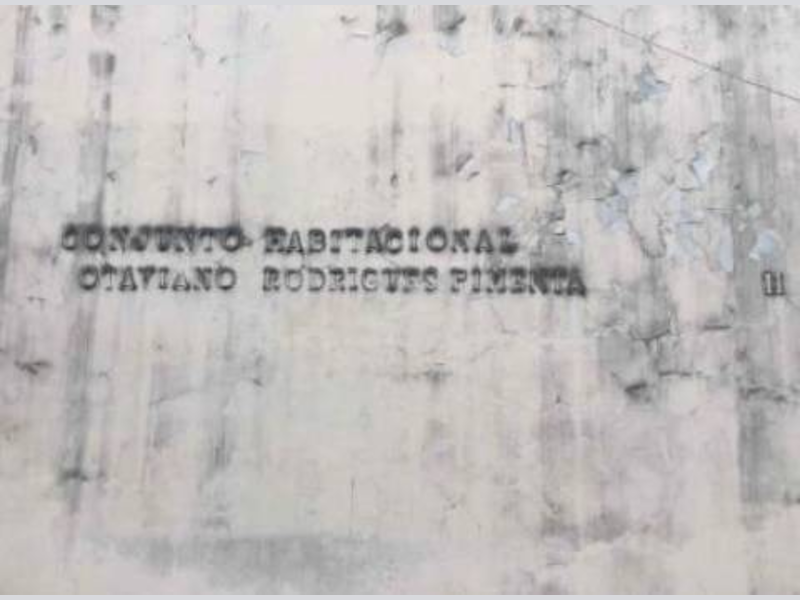 CONJUNTO HABITACIONAL
OTAVIANO RODRIGUES PIMENTA